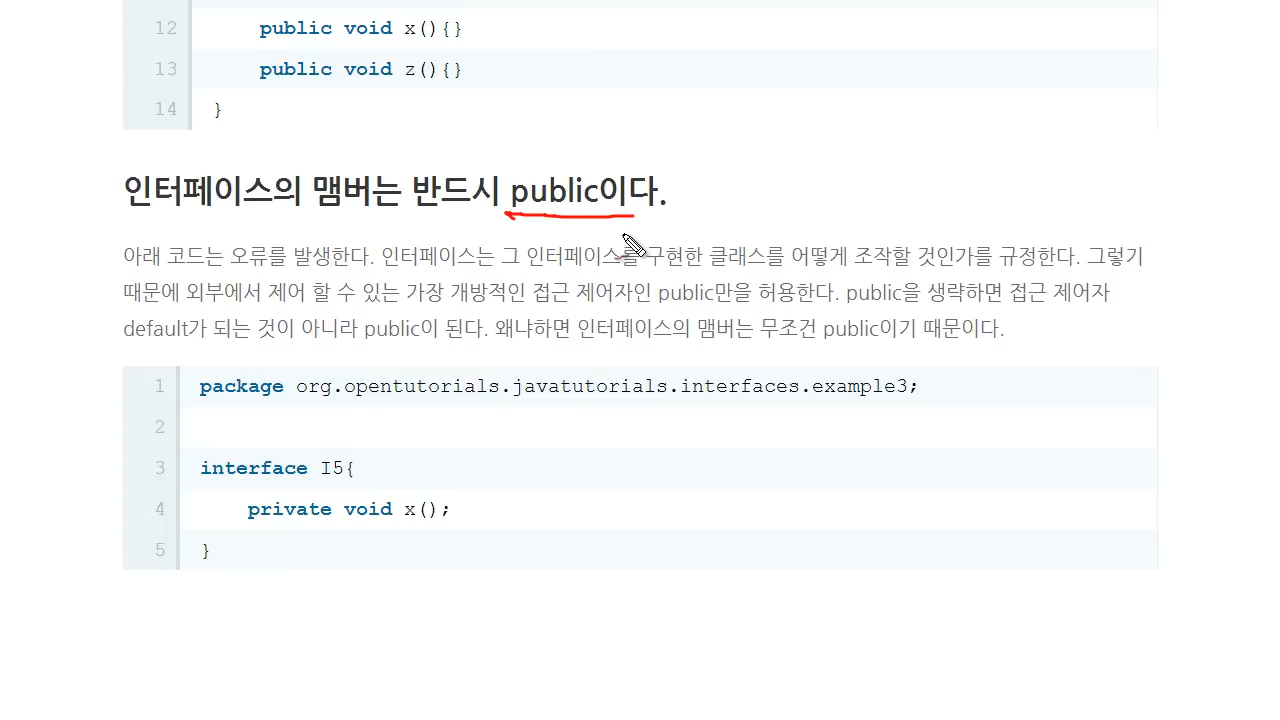 12 public void x(){}
13 public void z(){}
14 }
인터페이스의 맴버는 반드시 public이다.
아래 코드는 오류를 발생한다. 인터페이스는 그 인터페이스를 구현한 클래스를 어떻게 조작할 것인가를 규정한다. 그렇기
때문에 외부에서 제어 할 수 있는 가장 개방적인 접근 제어자인 public만을 허용한다. public을 생략하면 접근 제어자
default가 되는 것이 아니라 public이 된다. 왜냐하면 인터페이스의 맴버는 무조건 public이기 때문이다.
1 package org.opentutorials.javatutorials.interfaces.example3;
2
3 interface I5{
4 private void x();
5 }